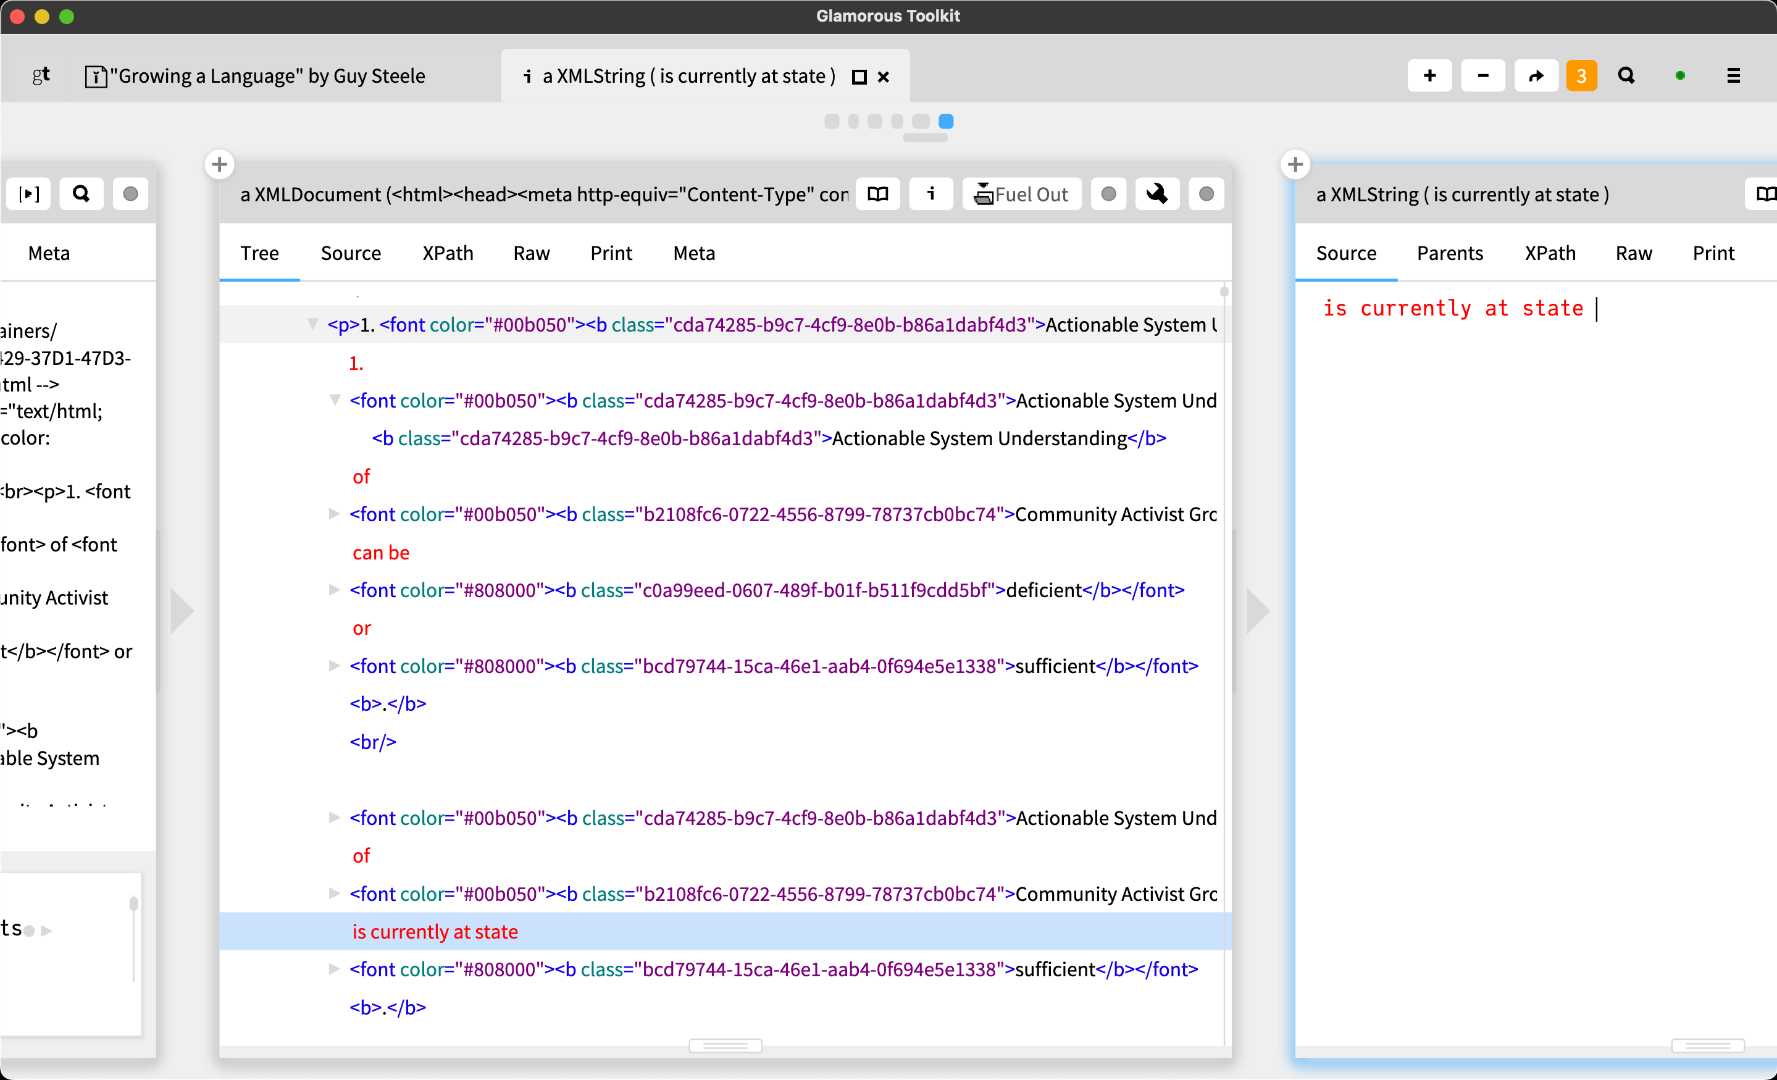 Glamorous Toolkit
gt
"Growing a Language" by Guy Steele
i a XMLString ( is currently at state )
3
a XMLDocument (<html><head><meta http-equiv="Content-Type" con
i
Fuel Out
a XMLString ( is currently at state )
Meta
Tree Source XPath Raw Print Meta
Source Parents XPath Raw Print
ainers/
429-37D1-47D3-
tml -->
="text/html;
color:
<br><p>1. <font
font> of <font
unity Activist
t</b></font> or
"><b
able System
ts
<p>1. <font color="#00b050"><b class="cda74285-b9c7-4cf9-8e0b-b86a1dabf4d3">Actionable System U
1.
<font color="#00b050"><b class="cda74285-b9c7-4cf9-8e0b-b86a1dabf4d3">Actionable System Und
<b class="cda74285-b9c7-4cf9-8e0b-b86a1dabf4d3">Actionable System Understanding</b>
of
<font color="#00b050"><b class="b2108fc6-0722-4556-8799-78737cb0bc74">Community Activist Gro
can be
<font color="#808000"><b class="c0a99eed-0607-489f-b01f-b511f9cdd5bf">deficient</b></font>
or
<font color="#808000"><b class="bcd79744-15ca-46e1-aab4-0f694e5e1338">sufficient</b></font>
<b>.</b>
<br/>
<font color="#00b050"><b class="cda74285-b9c7-4cf9-8e0b-b86a1dabf4d3">Actionable System Und
of
<font color="#00b050"><b class="b2108fc6-0722-4556-8799-78737cb0bc74">Community Activist Gro
is currently at state
<font color="#808000"><b class="bcd79744-15ca-46e1-aab4-0f694e5e1338">sufficient</b></font>
<b>.</b>
is currently at state